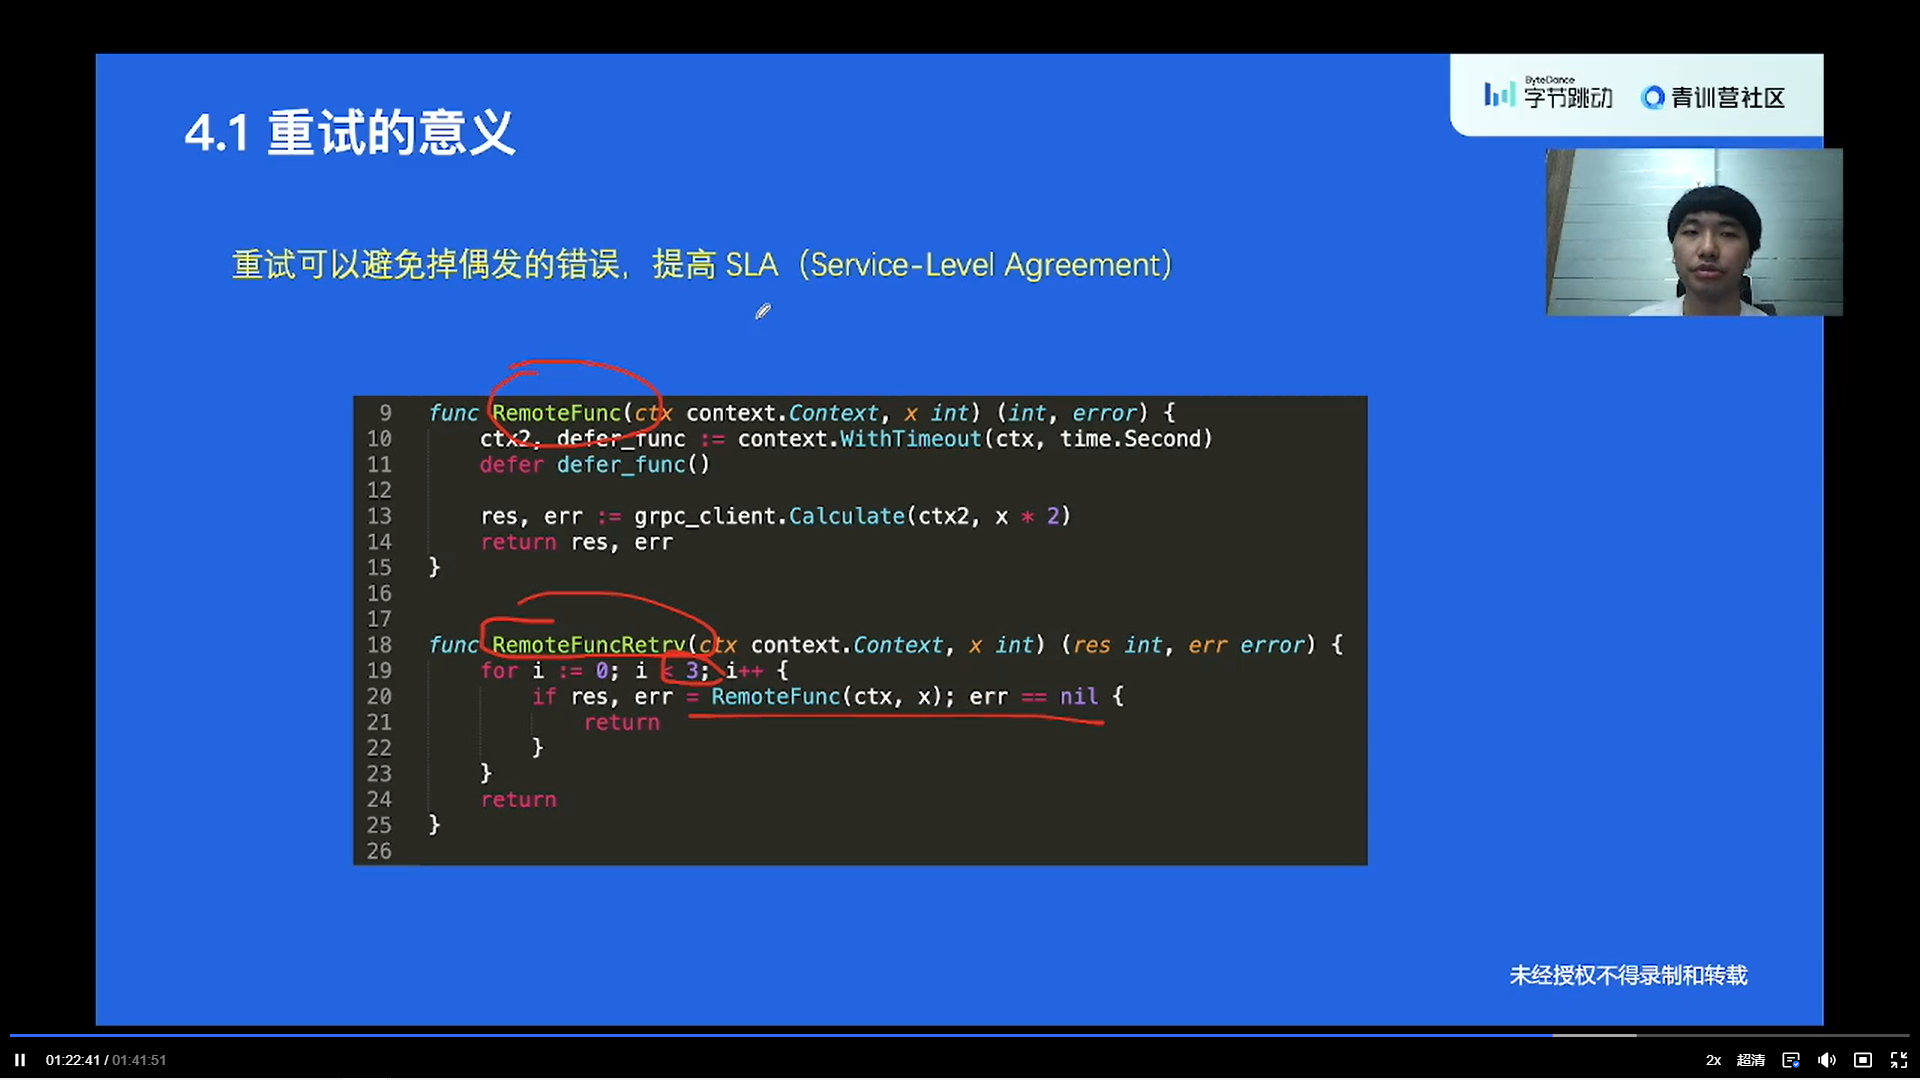 4.1 重试的意义
ByteDance
字节跳动
青训营社区
重试可以避免掉偶发的错误，提高 SLA（Service-Level Agreement）
9 func RemoteFunc(ctx context.Context, x int) (int, error) {
10 ctx2, defer_func := context.WithTimeout(ctx, time.Second)
11 defer defer_func()
12
13 res, err := grpc_client.Calculate(ctx2, x * 2)
14 return res, err
15 }
16
17
18 func RemoteFuncRetry(ctx context.Context, x int) (res int, err error) {
19 for i := 0; i < 3; i++ {
20 if res, err = RemoteFunc(ctx, x); err == nil {
21 return
22 }
23 }
24 return
25 }
26
未经授权不得录制和转载
01:22:41 / 01:41:51
2x 超清